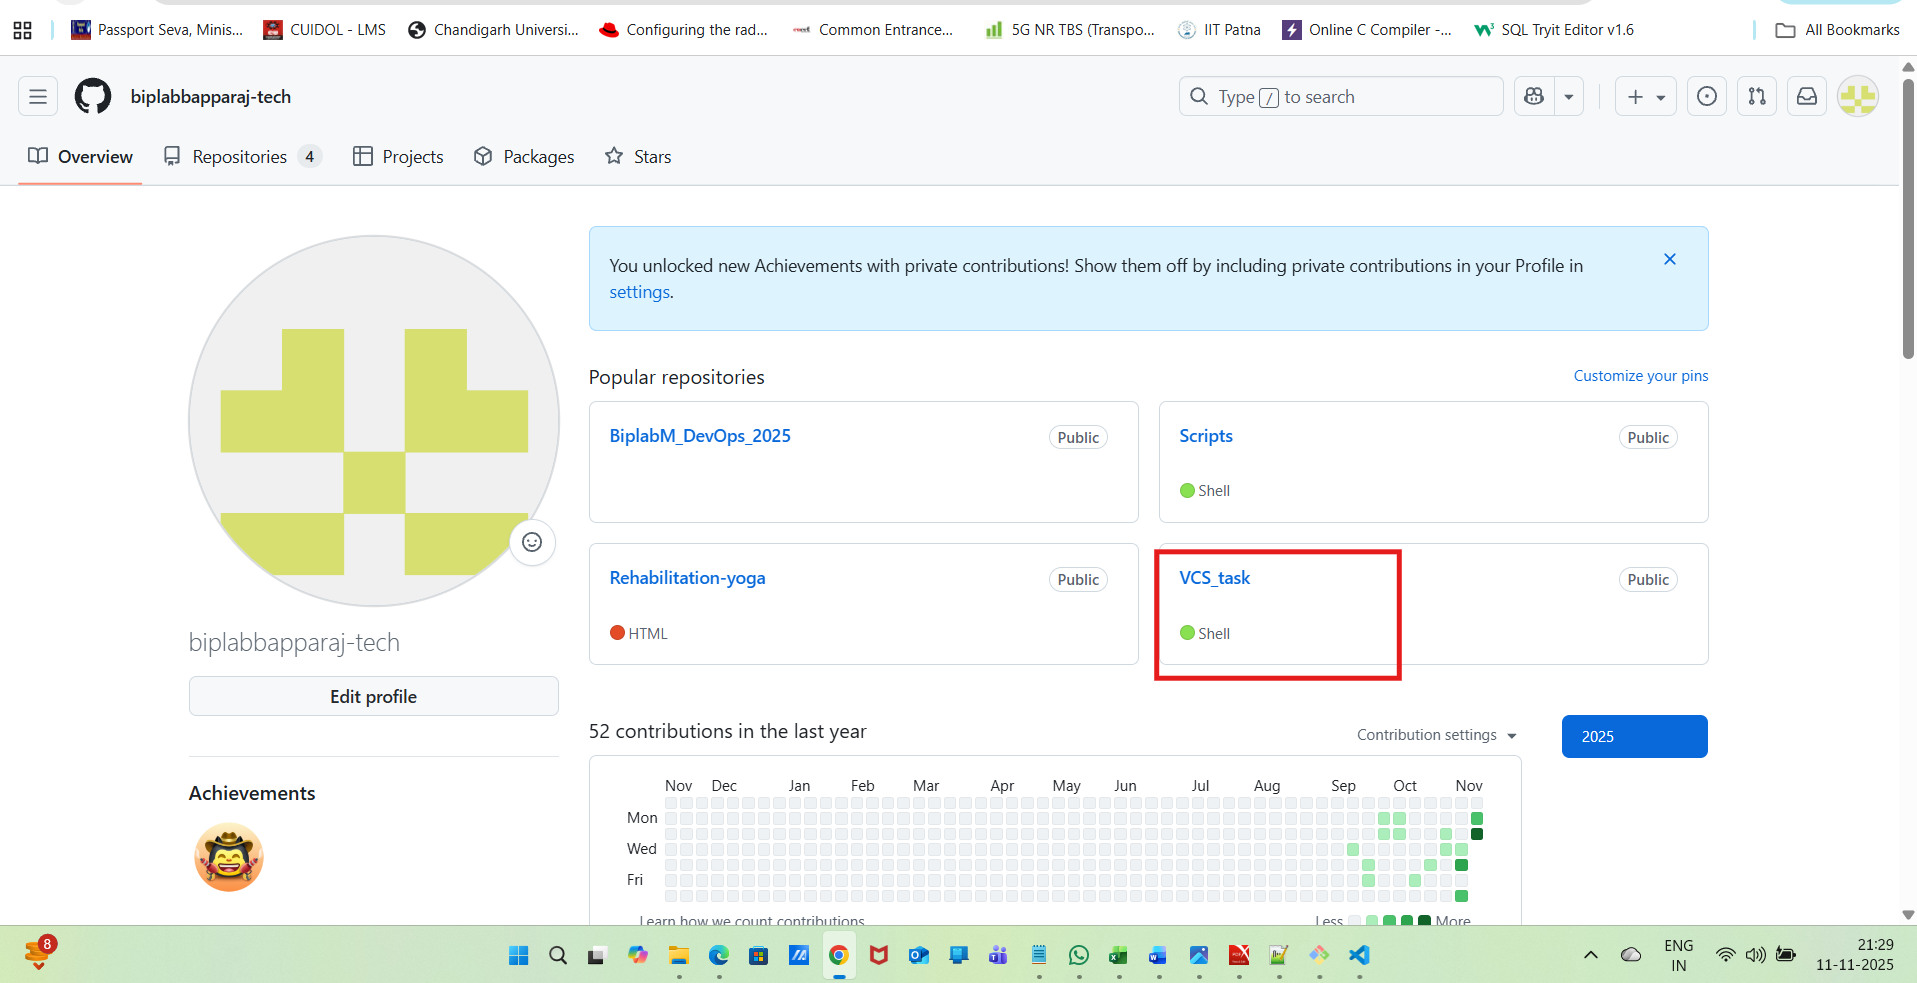 Passport Seva, Minis... CUIDOL - LMS Chandigarh Universi... Configuring the rad... Common Entrance... 5G NR TBS (Transpo... IIT Patna Online C Compiler -... SQL Tryit Editor v1.6 All Bookmarks
biplabbapparaj-tech Type / to search
Overview Repositories 4 Projects Packages Stars
You unlocked new Achievements with private contributions! Show them off by including private contributions in your Profile in
settings.
Popular repositories Customize your pins
BiplabM_DevOps_2025 Public
Scripts Public
Shell
Rehabilitation-yoga Public
HTML
VCS_task Public
Shell
biplabbapparaj-tech
Edit profile
Achievements
52 contributions in the last year Contribution settings 2025
Nov Dec Jan Feb Mar Apr May Jun Jul Aug Sep Oct Nov
Mon
Wed
Fri
Learn how we count contributions Less More
8
ENG
IN
21:29
11-11-2025